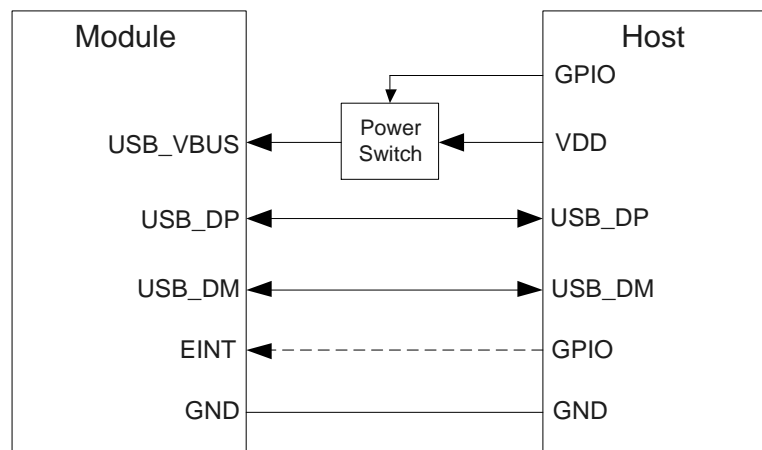 Module
Host
GPIO
Power
Switch
USB_VBUS
VDD
USB_DP
USB_DP
USB_DM
USB_DM
EINT
GPIO
GND
GND